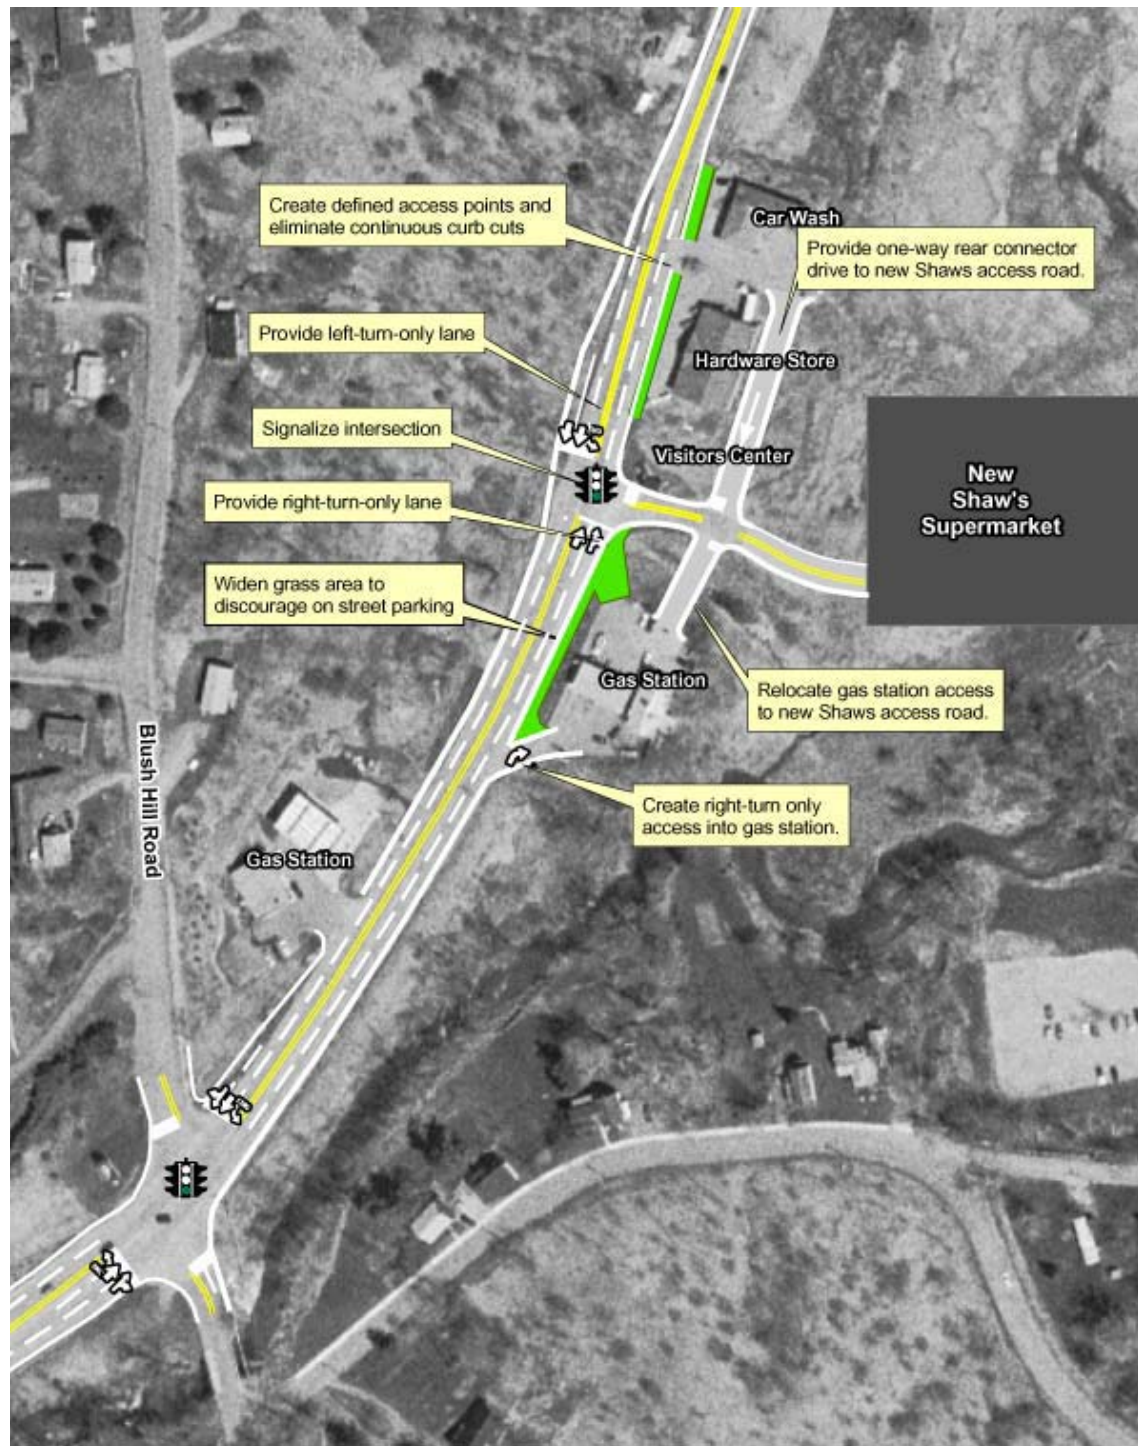 Create defined access points and
eliminate continuous curb cuts
Car Wash
Provide one-way rear connector
drive to new Shaws access road.
Provide left-turn-only lane
Hardware Store
Signalize intersection
Visitors Center
New
Shaw's
Supermarket
Provide right-turn-only lane
Widen grass area to
discourage on street parking
Gas Station
Relocate gas station access
to new Shaws access road.
Blush Hill Road
Create right-turn only
access into gas station.
Gas Station